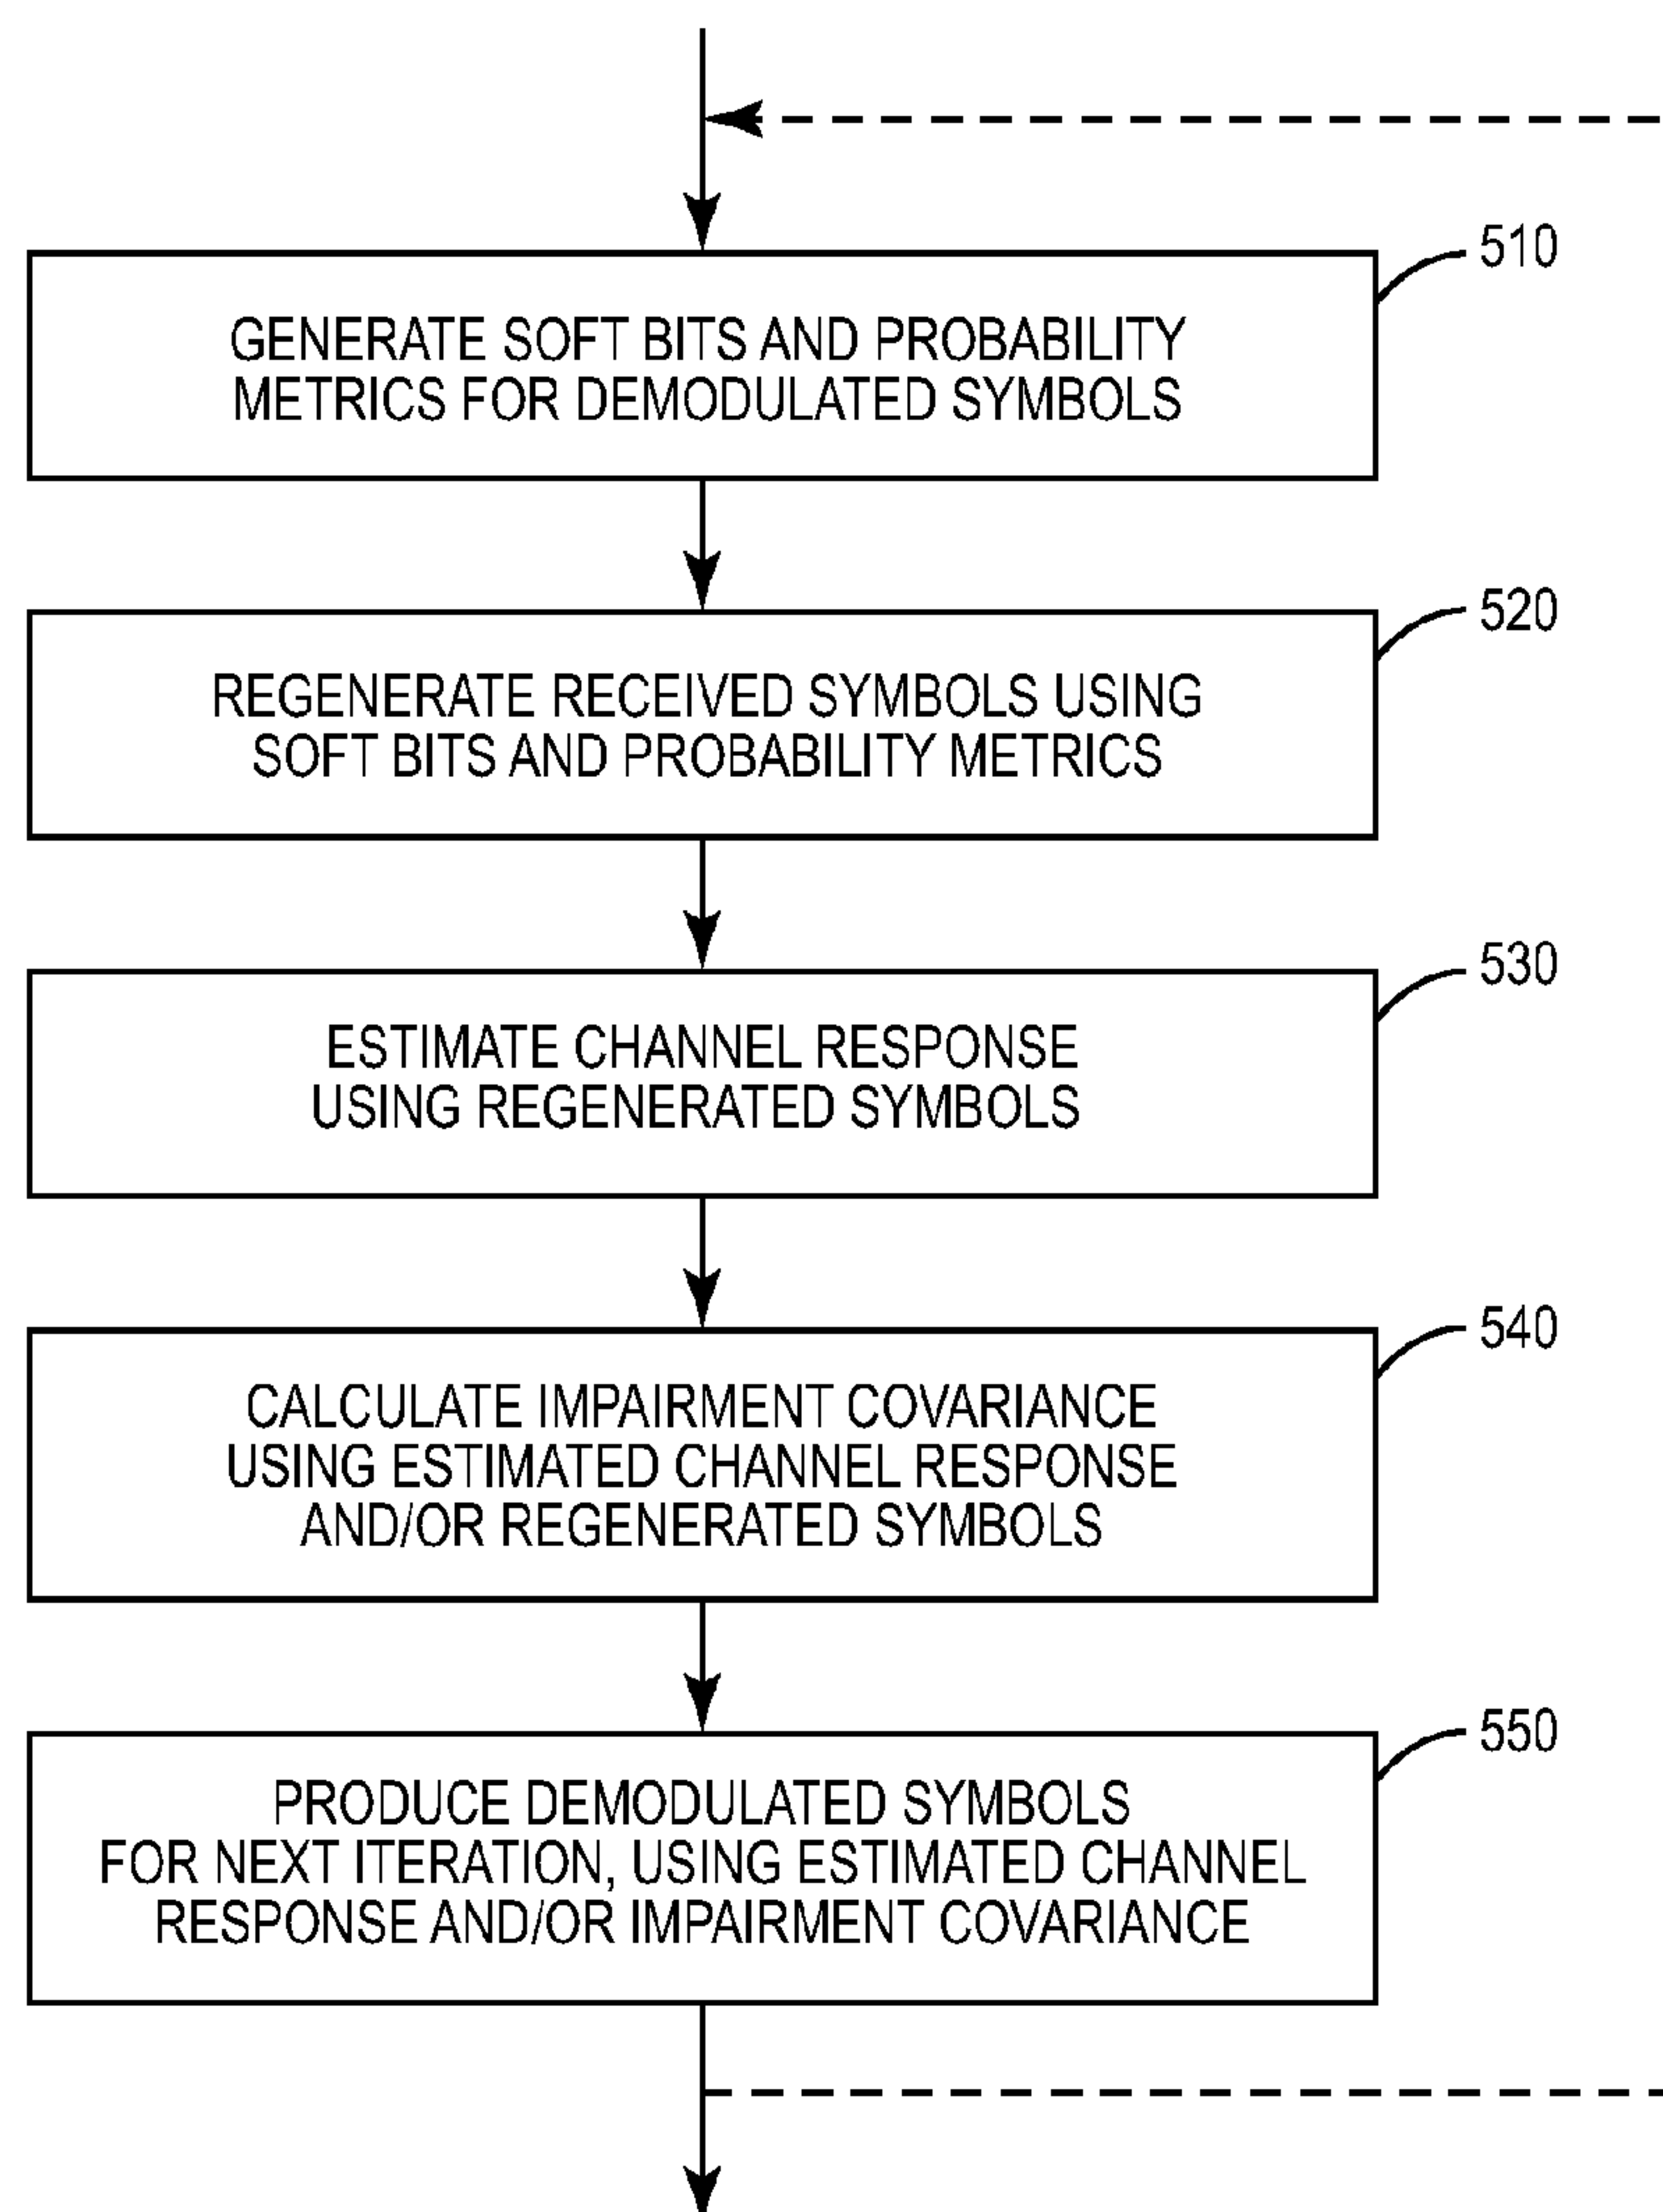 510
GENERATE SOFT BITS AND PROBABILITY
METRICS FOR DEMODULATED SYMBOLS
520
REGENERATE RECEIVED SYMBOLS USING
SOFT BITS AND PROBABILITY METRICS
530
ESTIMATE CHANNEL RESPONSE
USING REGENERATED SYMBOLS
540
CALCULATE IMPAIRMENT COVARIANCE
USING ESTIMATED CHANNEL RESPONSE
AND/OR REGENERATED SYMBOLS
550
PRODUCE DEMODULATED SYMBOLS
FOR NEXT ITERATION, USING ESTIMATED CHANNEL
RESPONSE AND/OR IMPAIRMENT COVARIANCE